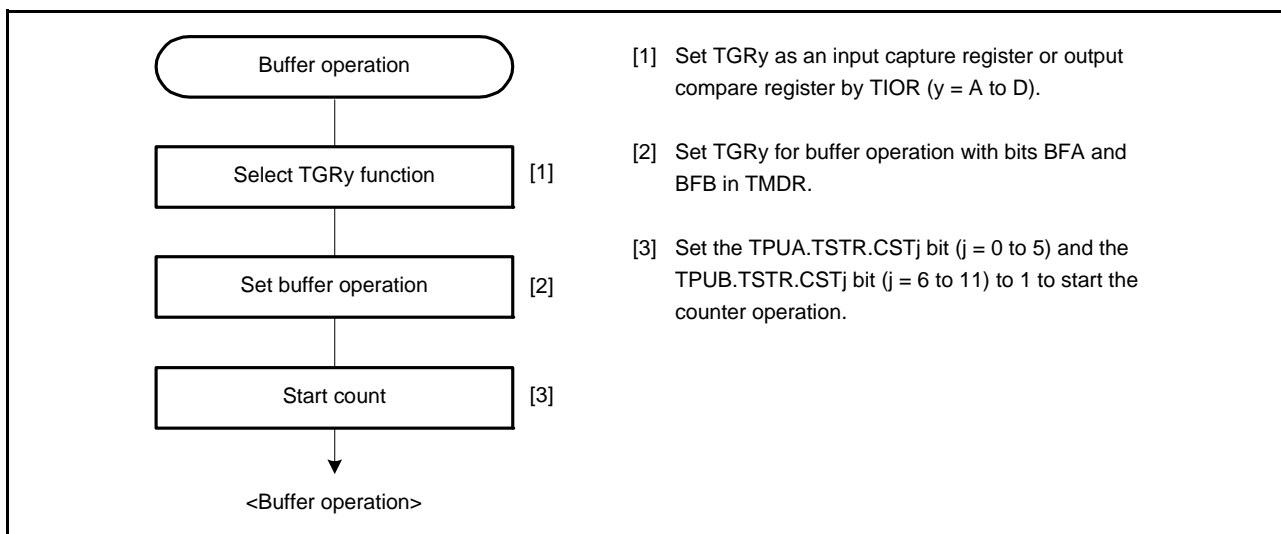 Buffer operation
Select TGRy function
[1]
Set buffer operation
[2]
Start count
[3]
<Buffer operation>
[1] Set TGRy as an input capture register or output
compare register by TIOR (y = A to D).
[2] Set TGRy for buffer operation with bits BFA and
BFB in TMDR.
[3] Set the TPUA.TSTR.CSTj bit (j = 0 to 5) and the
TPUB.TSTR.CSTj bit (j = 6 to 11) to 1 to start the
counter operation.